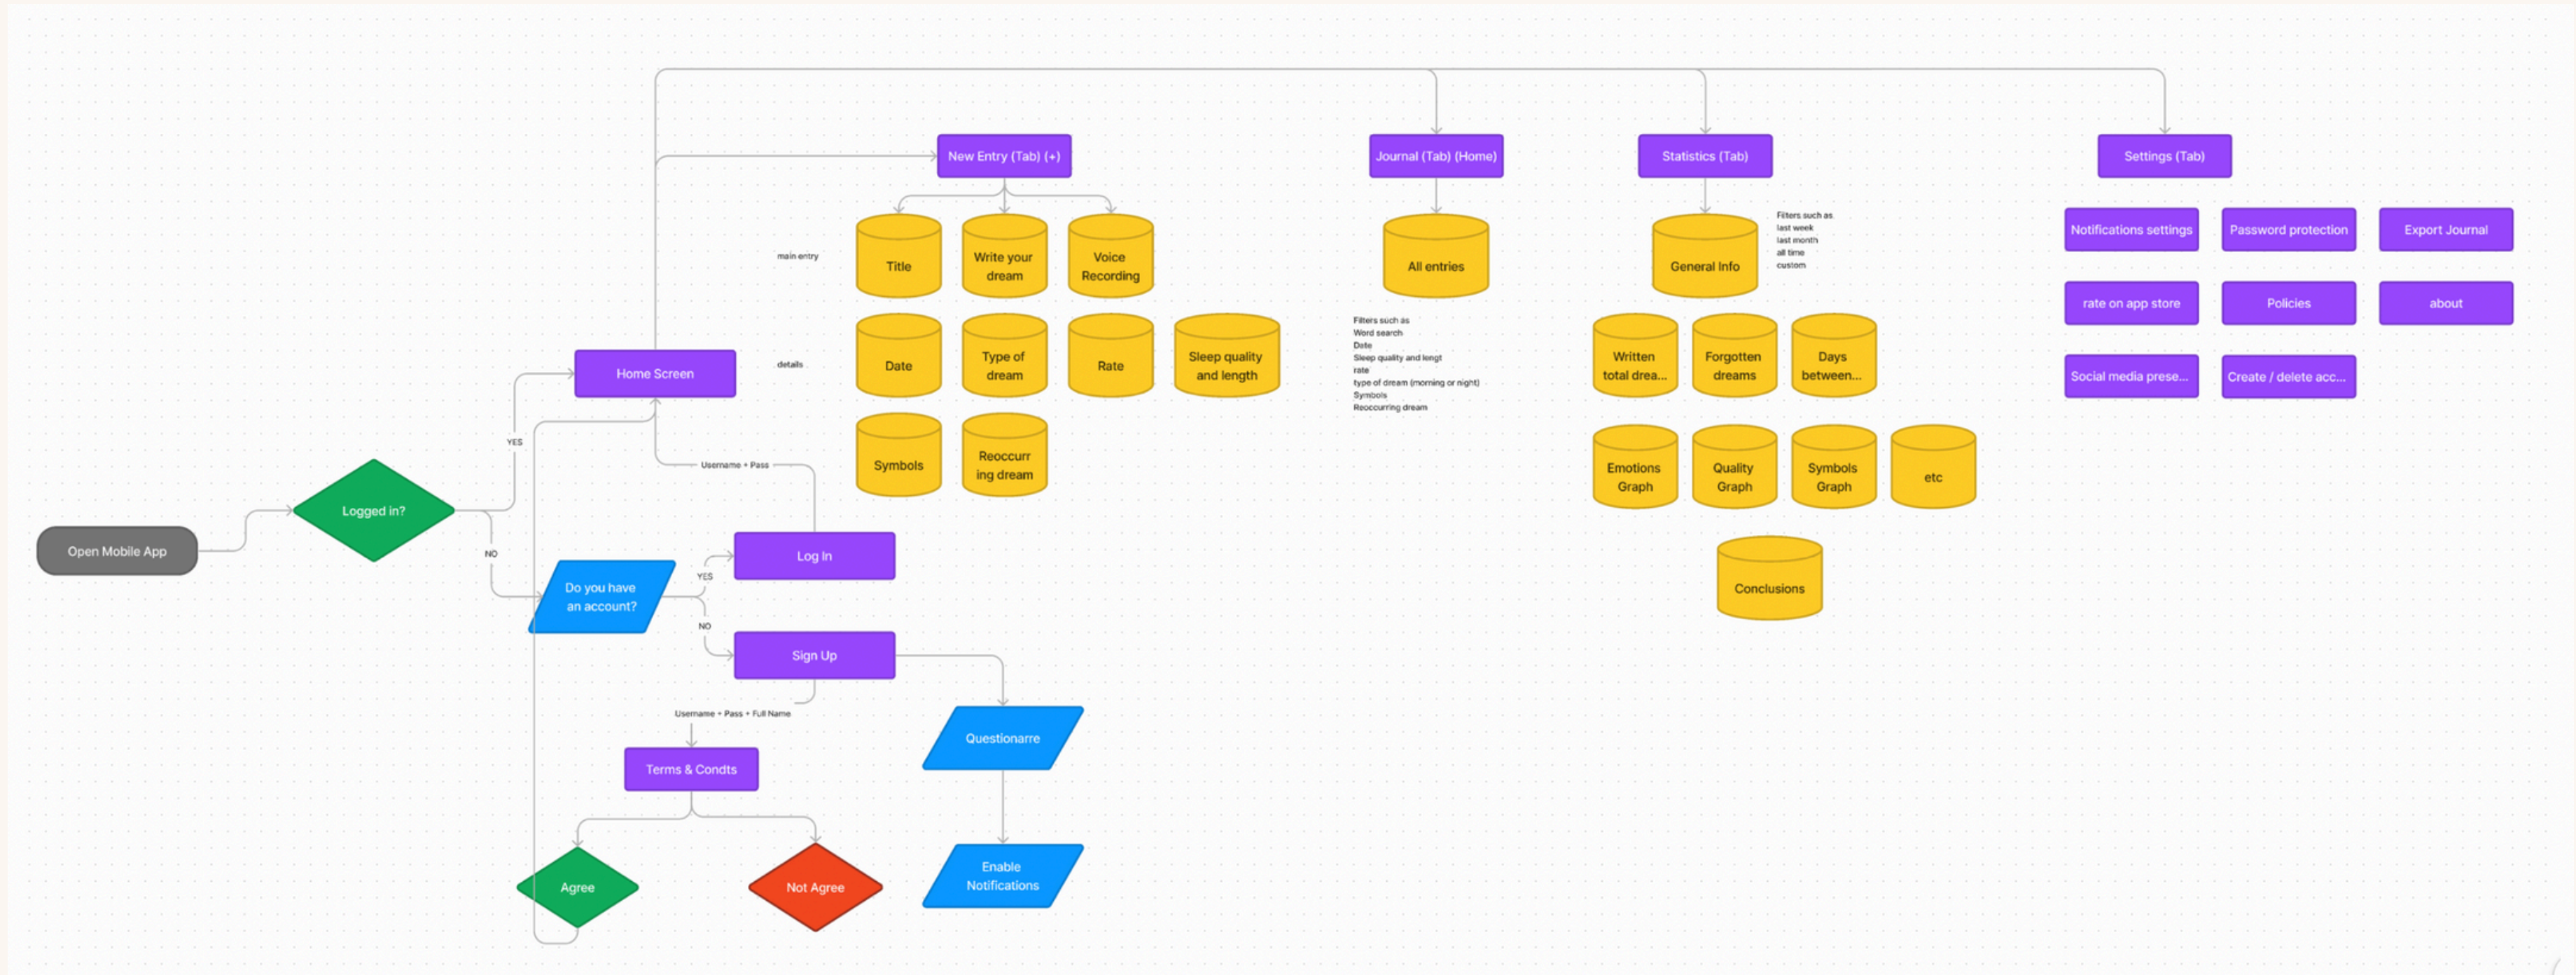 New Entry (Tab) (+)
Journal (Tab) (Home)
Statistics (Tab)
Settings (Tab)
main entry
Title
Write your
dream
Voice
Recording
details
Date
Type of
dream
Rate
Sleep quality
and length
Symbols
Reoccurr
ing dream
All entries
Filters such as
Word search
Date
Sleep quality and lengt
rate
type of dream (morning or night)
Symbols
Reoccurring dream
General Info
Filters such as
last week
last month
all time
custom
Written
total drea...
Forgotten
dreams
Days
between...
Emotions
Graph
Quality
Graph
Symbols
Graph
etc
Conclusions
Notifications settings
Password protection
Export Journal
rate on app store
Policies
about
Social media prese...
Create / delete acc...
Home Screen
YES
Username + Pass
Logged in?
Open Mobile App
NO
Do you have
an account?
YES
Log In
NO
Sign Up
Username + Pass + Full Name
Questionarre
Terms & Condts
Agree
Not Agree
Enable
Notifications